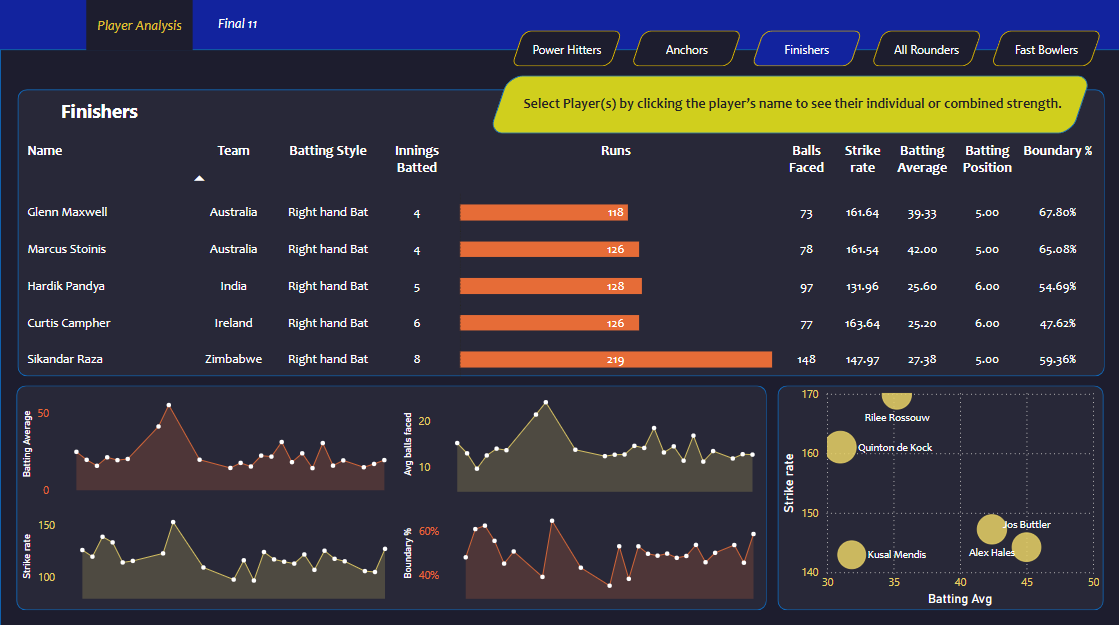 Player Analysis
Final 11
Power Hitters
Anchors
Finishers
All Rounders
Fast Bowlers
Select Player(s) by clicking the player's name to see their individual or combined strength.
Finishers
Name Team Batting Style Innings Batted Runs Balls Faced Strike rate Batting Average Batting Position Boundary %
Glenn Maxwell Australia Right hand Bat 4 118 73 161.64 39.33 5.00 67.80%
Marcus Stoinis Australia Right hand Bat 4 126 78 161.54 42.00 5.00 65.08%
Hardik Pandya India Right hand Bat 5 128 97 131.96 25.60 6.00 54.69%
Curtis Campher Ireland Right hand Bat 6 126 77 163.64 25.20 6.00 47.62%
Sikandar Raza Zimbabwe Right hand Bat 8 219 148 147.97 27.38 5.00 59.36%
Batting Average
50
0
Avg balls faced
20
10
Strike rate
150
100
Boundary %
60%
40%
Strike rate
170
160
150
140
Rilee Rossouw
Quinton de Kock
Jos Buttler
Alex Hales
Kusal Mendis
30 35 40 45 50
Batting Avg